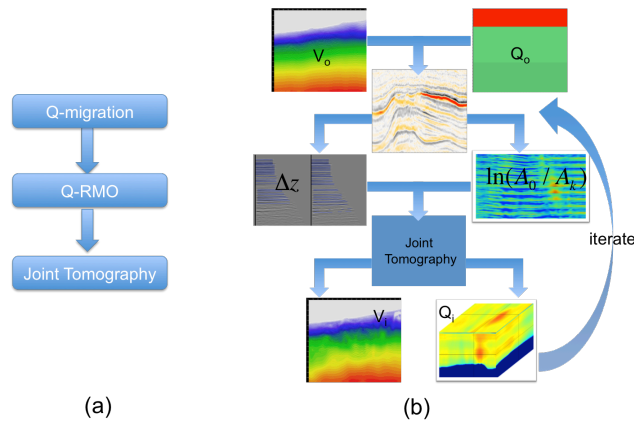 Q-migration
Q-RMO
Joint Tomography
(a)
V₀
Q₀
Δz
ln(A₀ / Aₖ)
Joint
Tomography
iterate
Vᵢ
Qᵢ
(b)